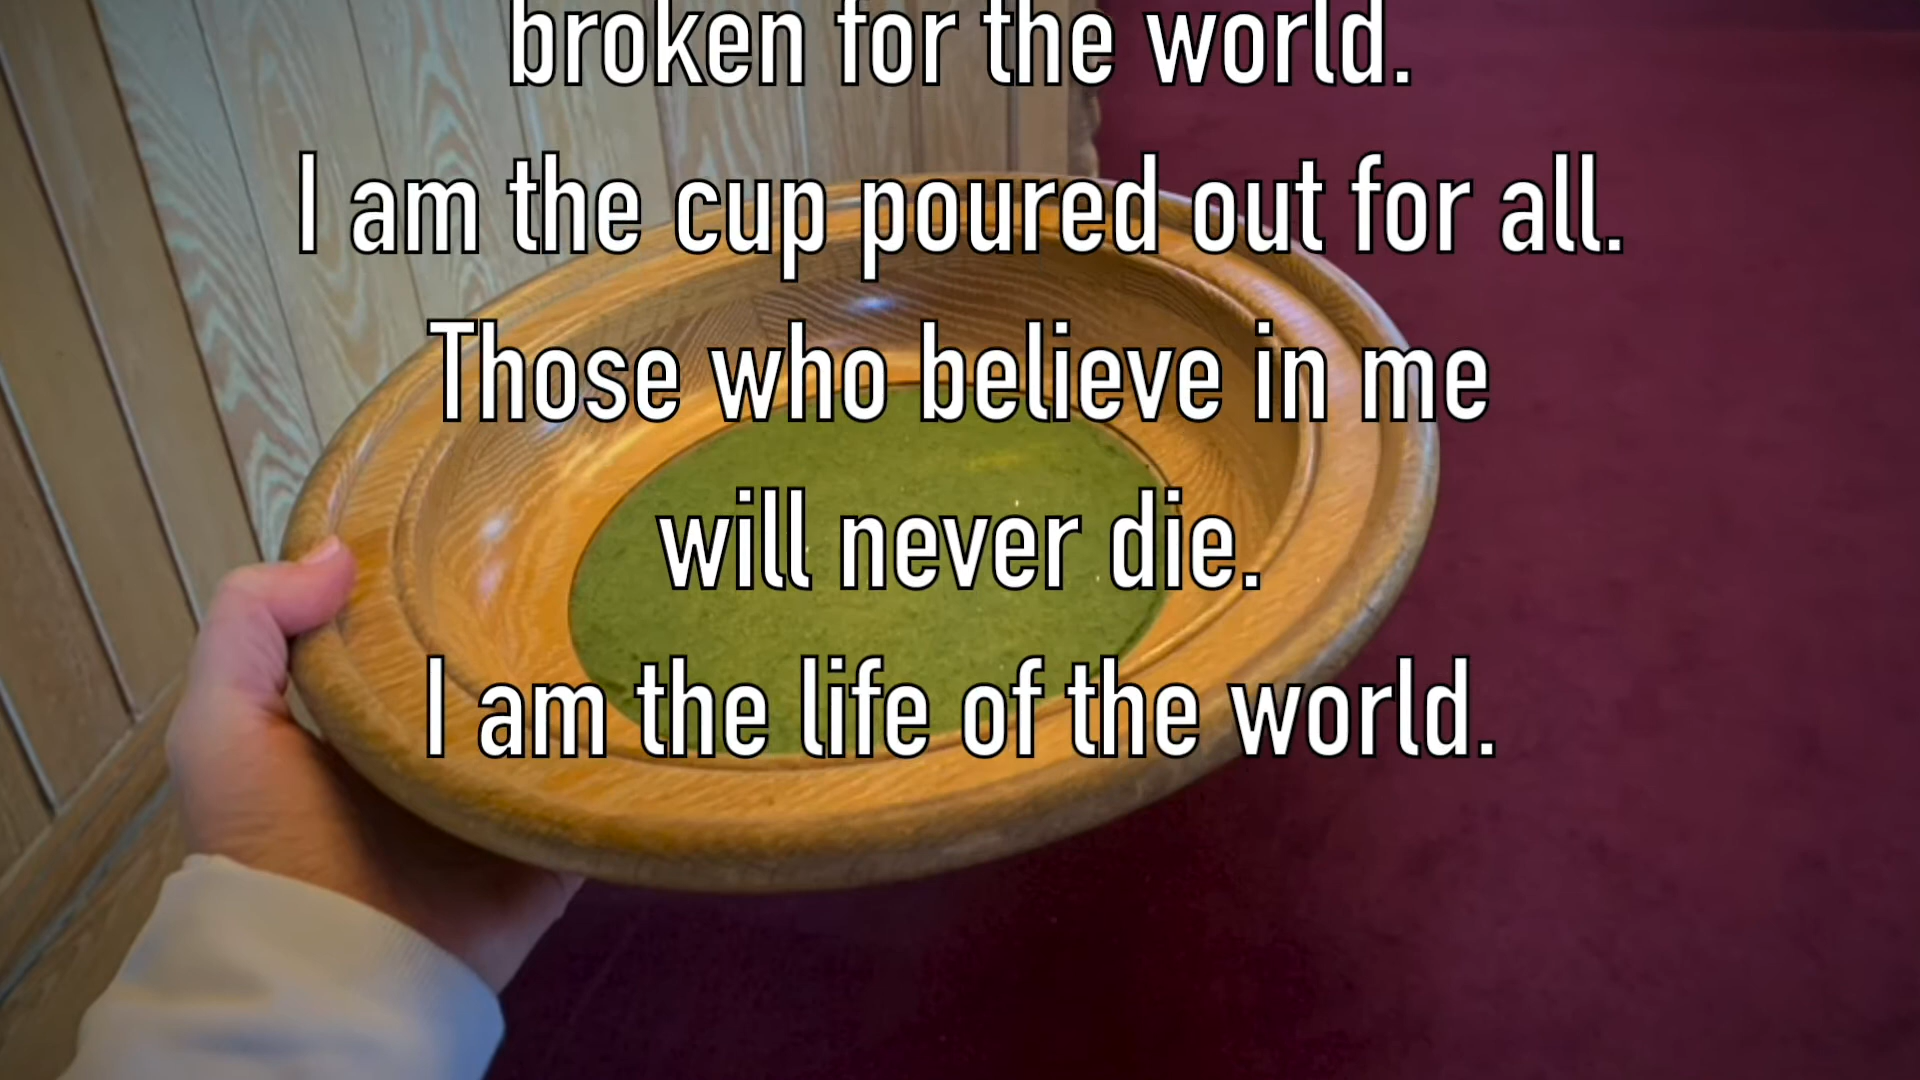 broken for the world.
I am the cup poured out for all.
Those who believe in me
will never die.
I am the life of the world.